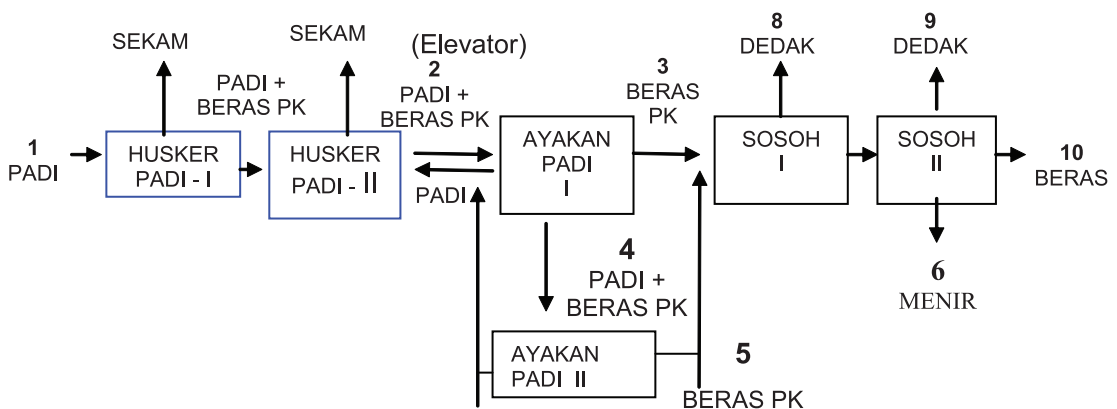 SEKAM
SEKAM
(Elevator)
8
DEDAK
9
DEDAK
PADI +
BERAS PK
2
PADI +
BERAS PK
3
BERAS
PK
1
PADI
HUSKER
PADI - I
HUSKER
PADI - II
PADI
AYAKAN
PADI
I
SOSOH
I
SOSOH
II
10
BERAS
4
PADI +
BERAS PK
6
MENIR
AYAKAN
PADI II
5
BERAS PK